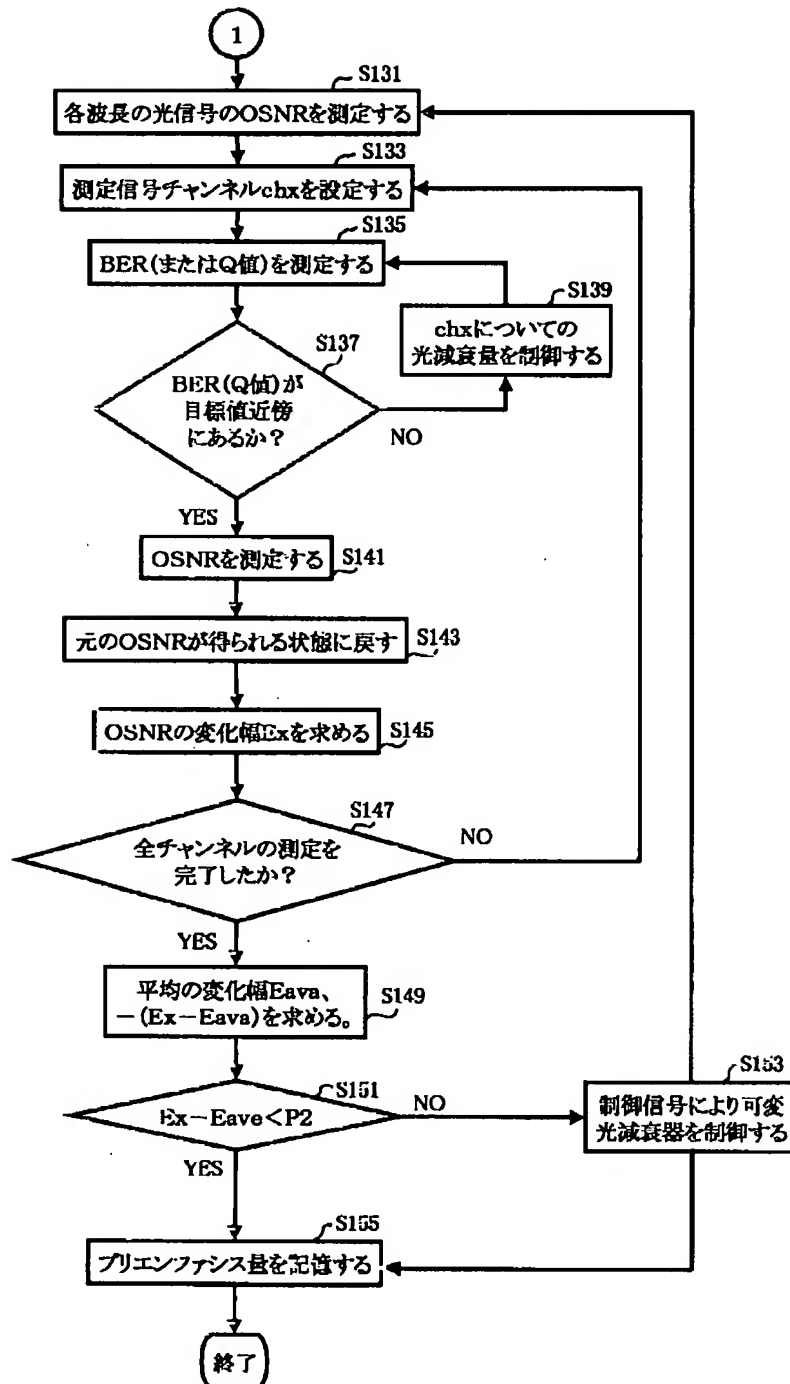 1
S131
各波長の光信号のOSNRを測定する
S133
測定信号チャンネルchxを設定する
S135
BER(またはQ値)を測定する
S139
chxについての
光減衰量を制御する
S137
BER(Q値)が
目標値近傍
にあるか?
NO
YES
OSNRを測定する
S141
元のOSNRが得られる状態に戻す
S143
OSNRの変化幅Exを求める
S145
S147
全チャンネルの測定を
完了したか?
NO
YES
平均の変化幅Eava、
-(Ex-Eava)を求める。
S149
S151
Ex-Eave<P2
NO
S153
制御信号により可変
光減衰器を制御する
YES
S155
プリエンファシス量を記憶する
終了